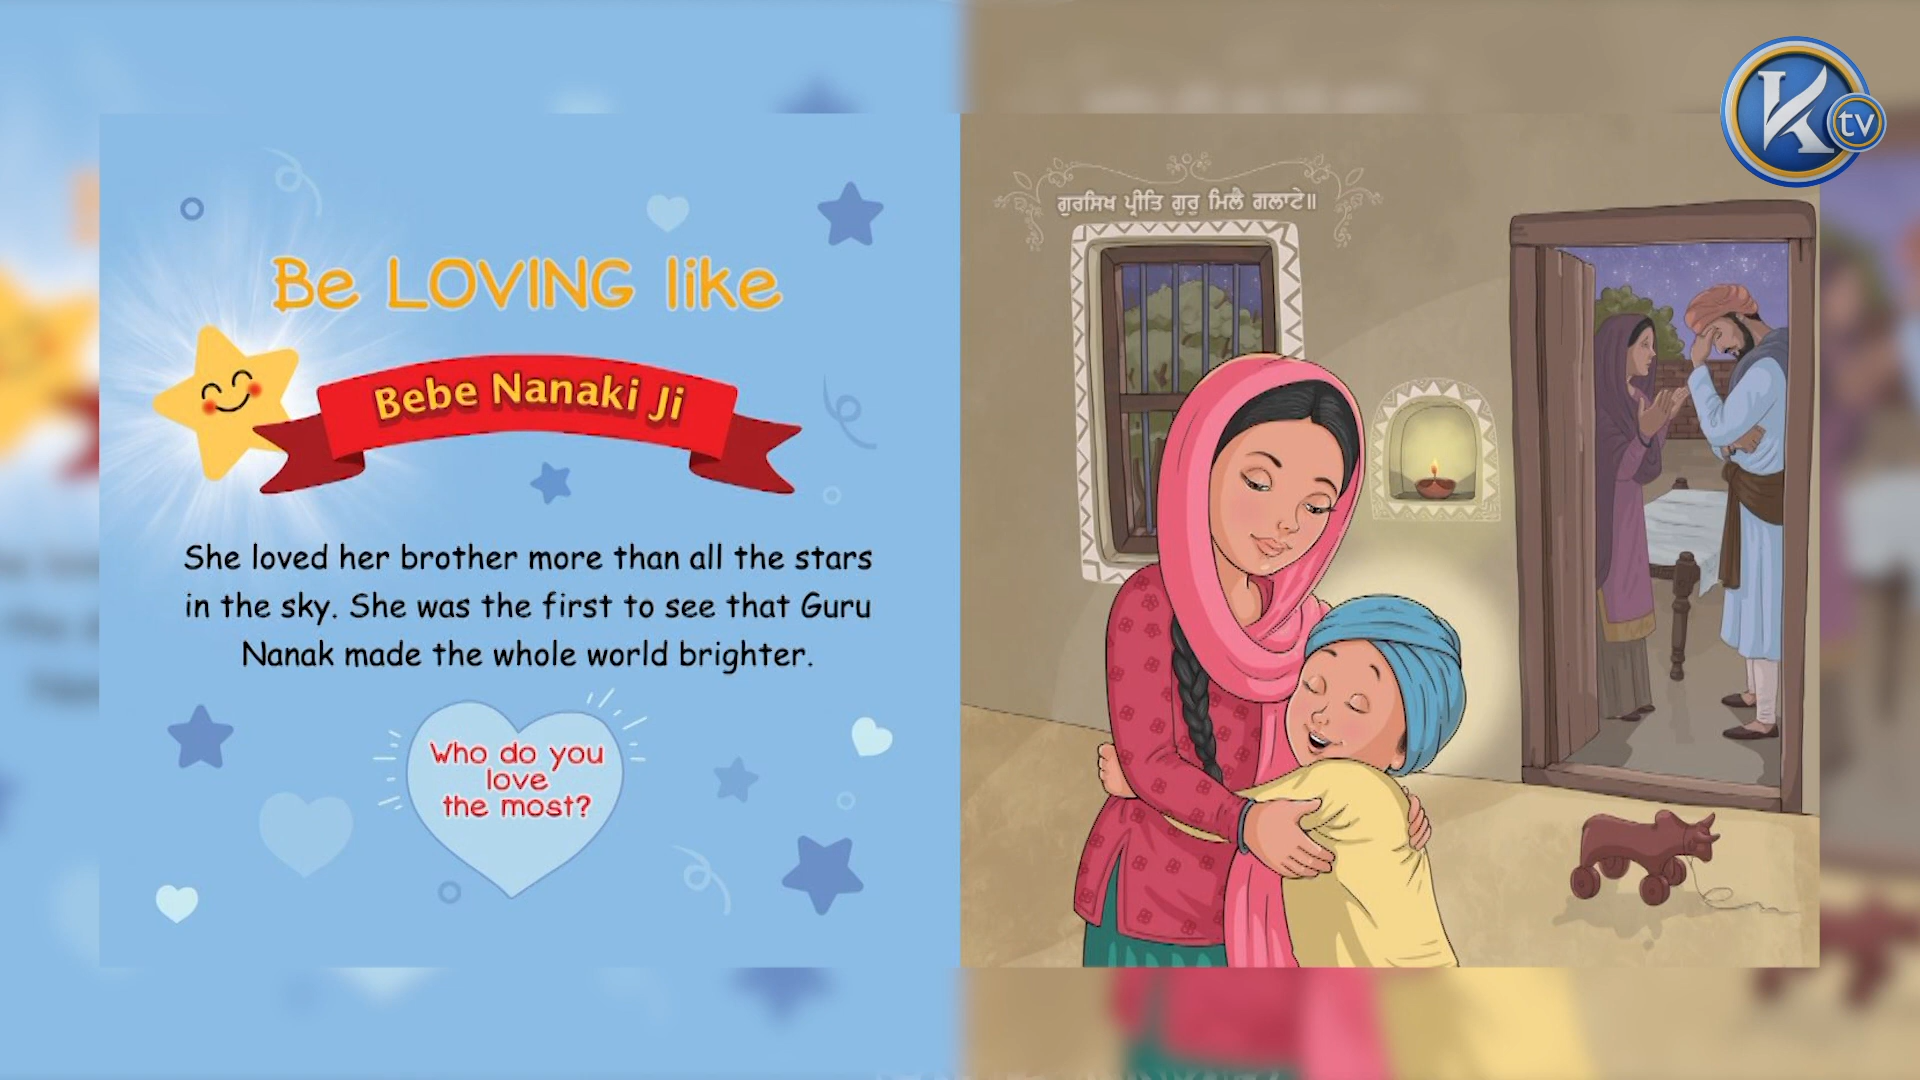 Be LOVING like
Bebe Nanaki Ji
She loved her brother more than all the stars
in the sky. She was the first to see that Guru
Nanak made the whole world brighter.
Who do you
love
the most?
ਗੁਰਸਿਖ ਪ੍ਰੀਤਿ ਗੁਰੁ ਮਿਲੈ ਗਲਾਟੇ॥
K tv